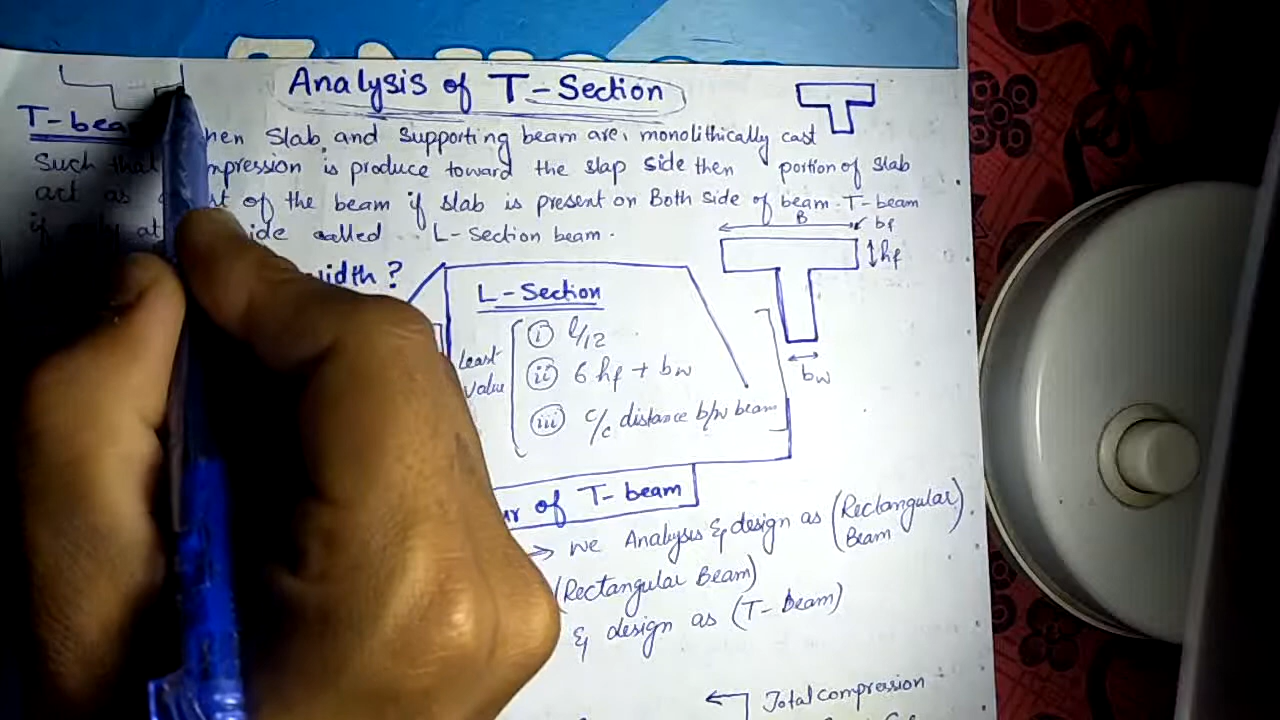 Analysis of T-Section
T-bea hen Slab and Supporting beam are monolithically cast
Such that mpression is produce toward the slap side then portion of slab
act as of the beam if slab is present on Both side of beam. T-beam
if at ide called L-Section beam.
B
bf
hf
width ?
L-Section
Least value
(i) l/12
(ii) 6 hf + bw
(iii) c/c distance b/w beam
bw
of T-beam
→ we Analysis & design as (Rectangular Beam).
(Rectangular Beam)
& design as (T-beam)
Total compression